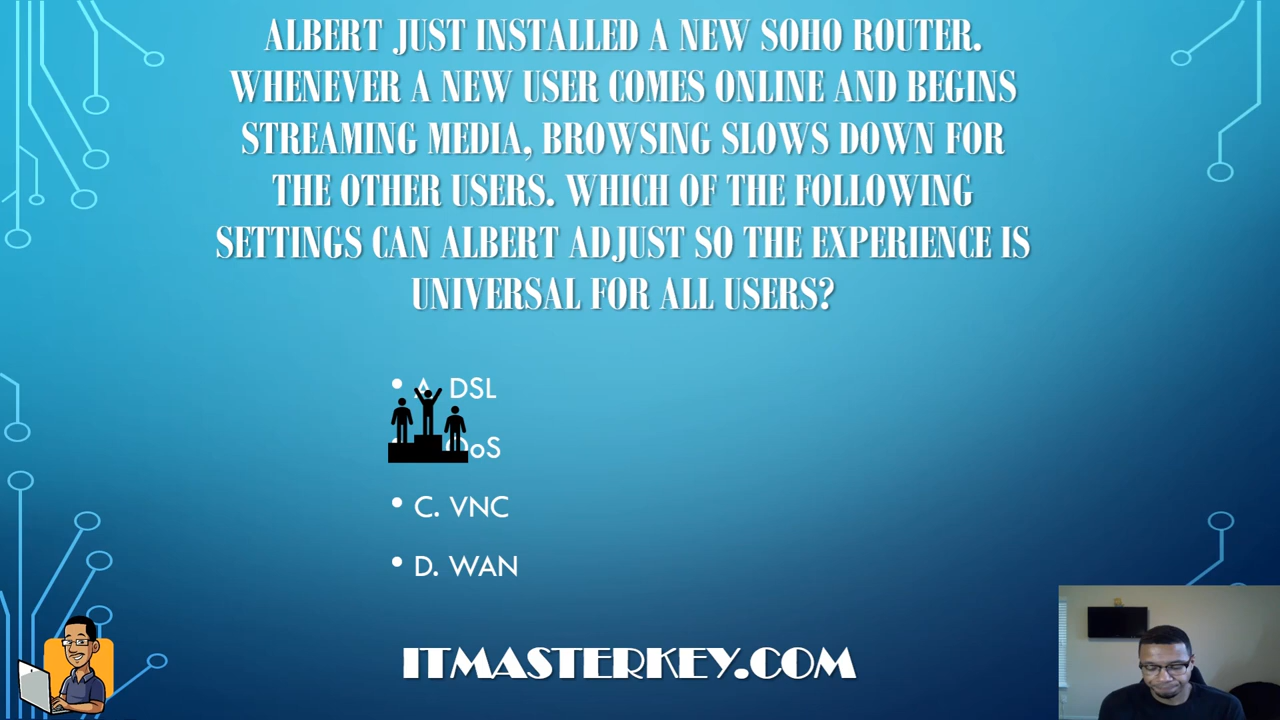 ALBERT JUST INSTALLED A NEW SOHO ROUTER.
WHENEVER A NEW USER COMES ONLINE AND BEGINS
STREAMING MEDIA, BROWSING SLOWS DOWN FOR
THE OTHER USERS. WHICH OF THE FOLLOWING
SETTINGS CAN ALBERT ADJUST SO THE EXPERIENCE IS
UNIVERSAL FOR ALL USERS?
• A. DSL
QoS
• C. VNC
• D. WAN
ITMASTERKEY.COM